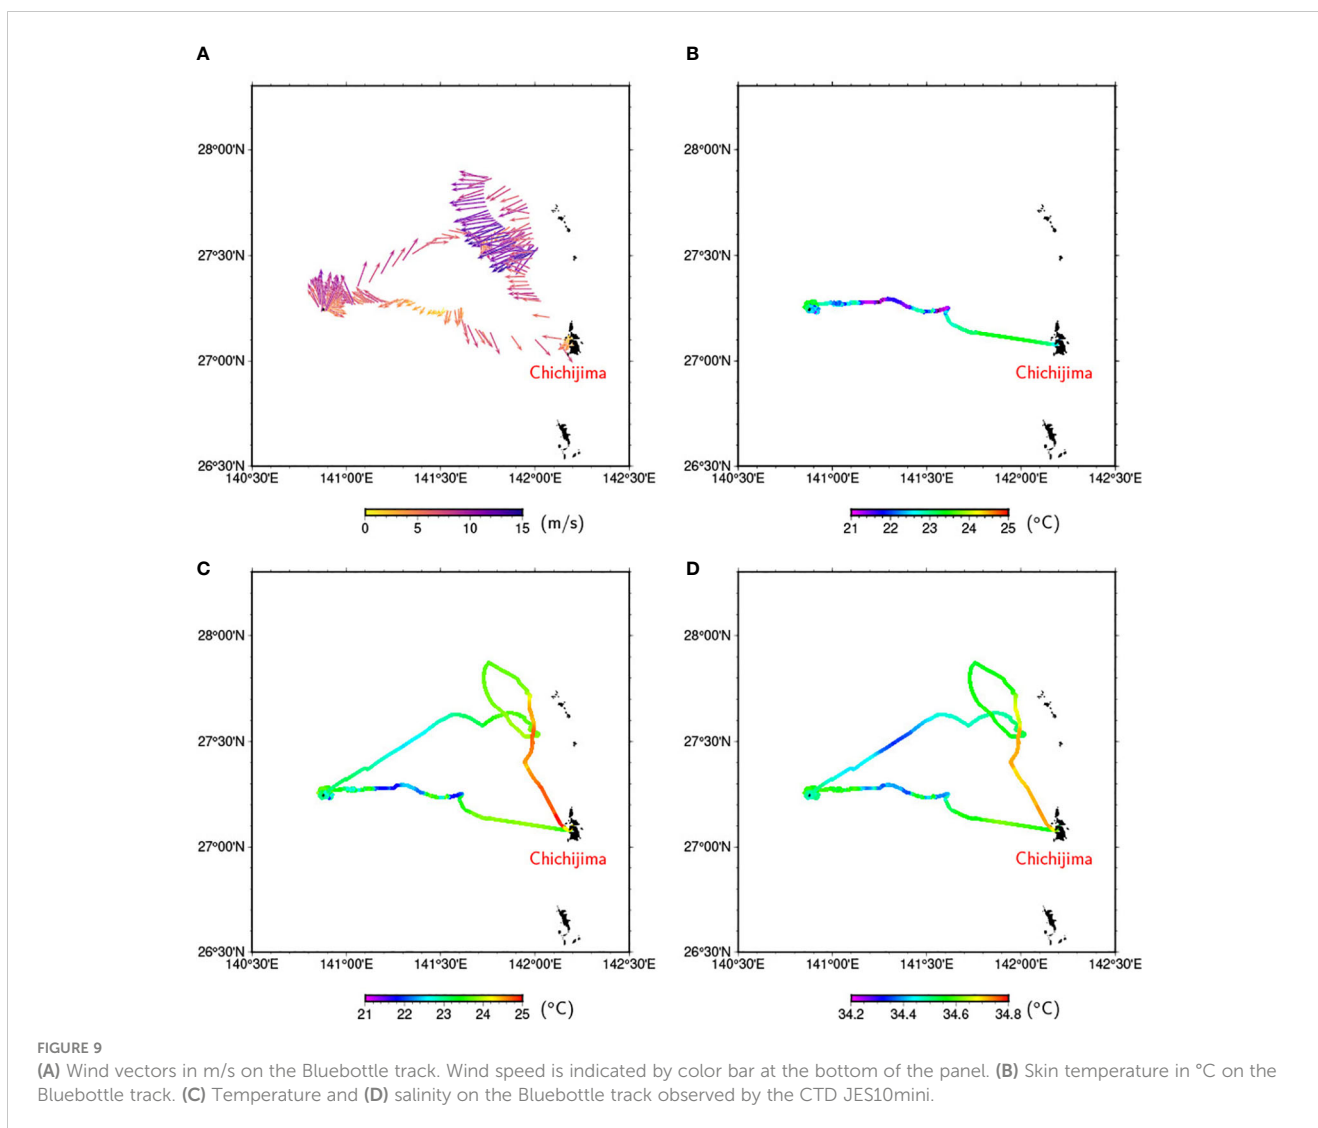 A
28°00'N
27°30'N
27°00'N
26°30'N
140°30'E 141°00'E 141°30'E 142°00'E 142°30'E
Chichijima
0 5 10 15 (m/s)
B
28°00'N
27°30'N
27°00'N
26°30'N
140°30'E 141°00'E 141°30'E 142°00'E 142°30'E
Chichijima
21 22 23 24 25 (°C)
C
28°00'N
27°30'N
27°00'N
26°30'N
140°30'E 141°00'E 141°30'E 142°00'E 142°30'E
Chichijima
21 22 23 24 25 (°C)
D
28°00'N
27°30'N
27°00'N
26°30'N
140°30'E 141°00'E 141°30'E 142°00'E 142°30'E
Chichijima
34.2 34.4 34.6 34.8 (°C)
FIGURE 9
(A) Wind vectors in m/s on the Bluebottle track. Wind speed is indicated by color bar at the bottom of the panel. (B) Skin temperature in °C on the
Bluebottle track. (C) Temperature and (D) salinity on the Bluebottle track observed by the CTD JES10mini.